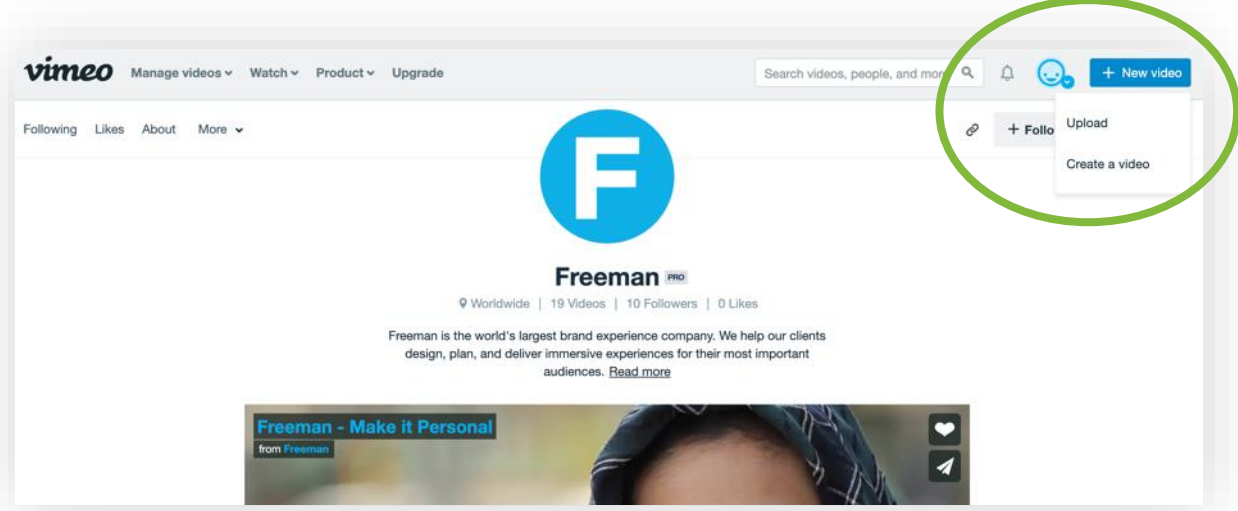 vimeo Manage videos Watch Product Upgrade Search videos, people, and mor + New video
Following Likes About More + Follo
Upload
Create a video
F
Freeman PRO
Worldwide | 19 Videos | 10 Followers | 0 Likes
Freeman is the world's largest brand experience company. We help our clients
design, plan, and deliver immersive experiences for their most important
audiences. Read more
Freeman - Make it Personal
from Freeman